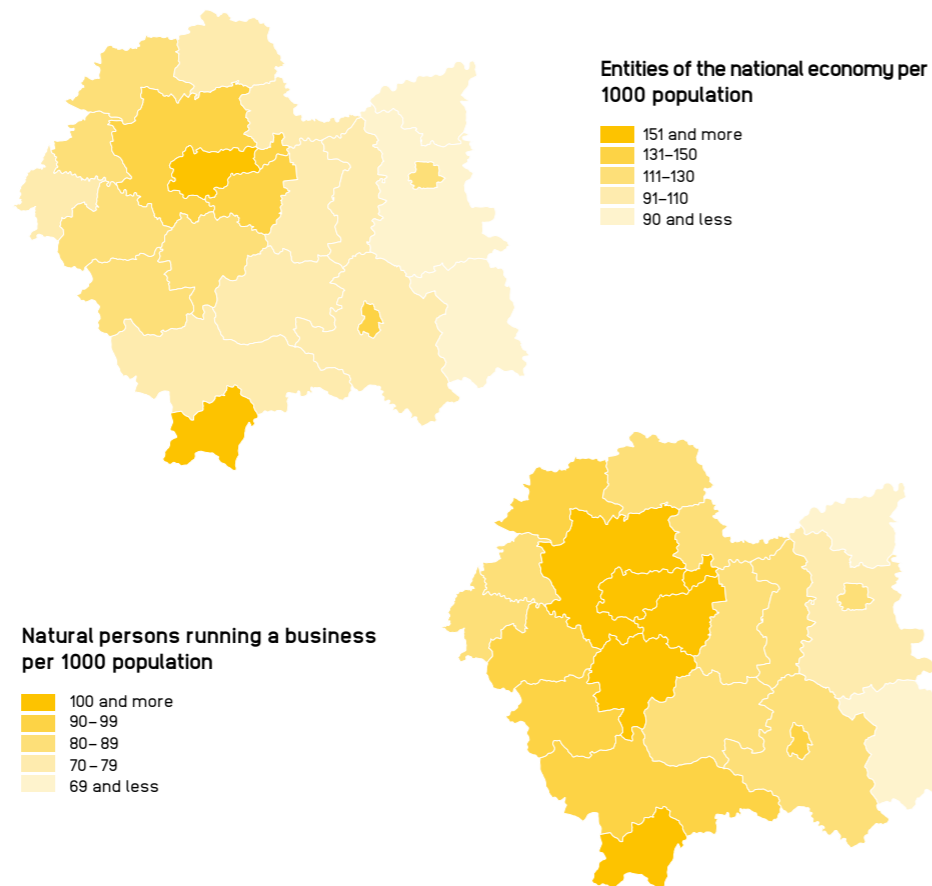 Entities of the national economy per
1000 population
151 and more
131–150
111–130
91–110
90 and less
Natural persons running a business
per 1000 population
100 and more
90–99
80–89
70–79
69 and less